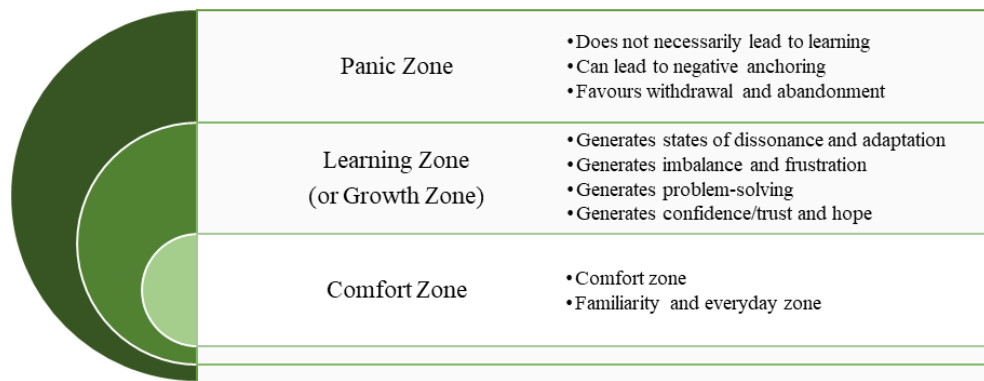 Panic Zone
•Does not necessarily lead to learning
•Can lead to negative anchoring
•Favours withdrawal and abandonment
Learning Zone
(or Growth Zone)
•Generates states of dissonance and adaptation
•Generates imbalance and frustration
•Generates problem-solving
•Generates confidence/trust and hope
Comfort Zone
•Comfort zone
•Familiarity and everyday zone